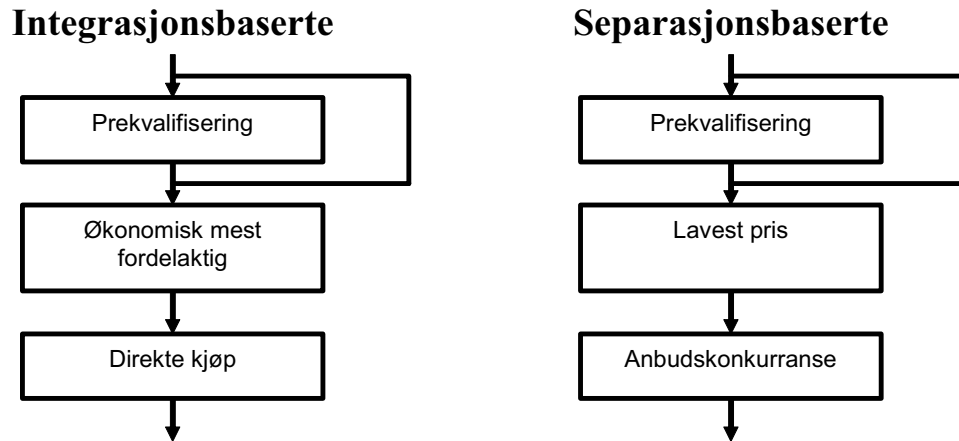 Integrasjonsbaserte
Prekvalifisering
Økonomisk mest
fordelaktig
Direkte kjøp
Separasjonsbaserte
Prekvalifisering
Lavest pris
Anbudskonkurranse